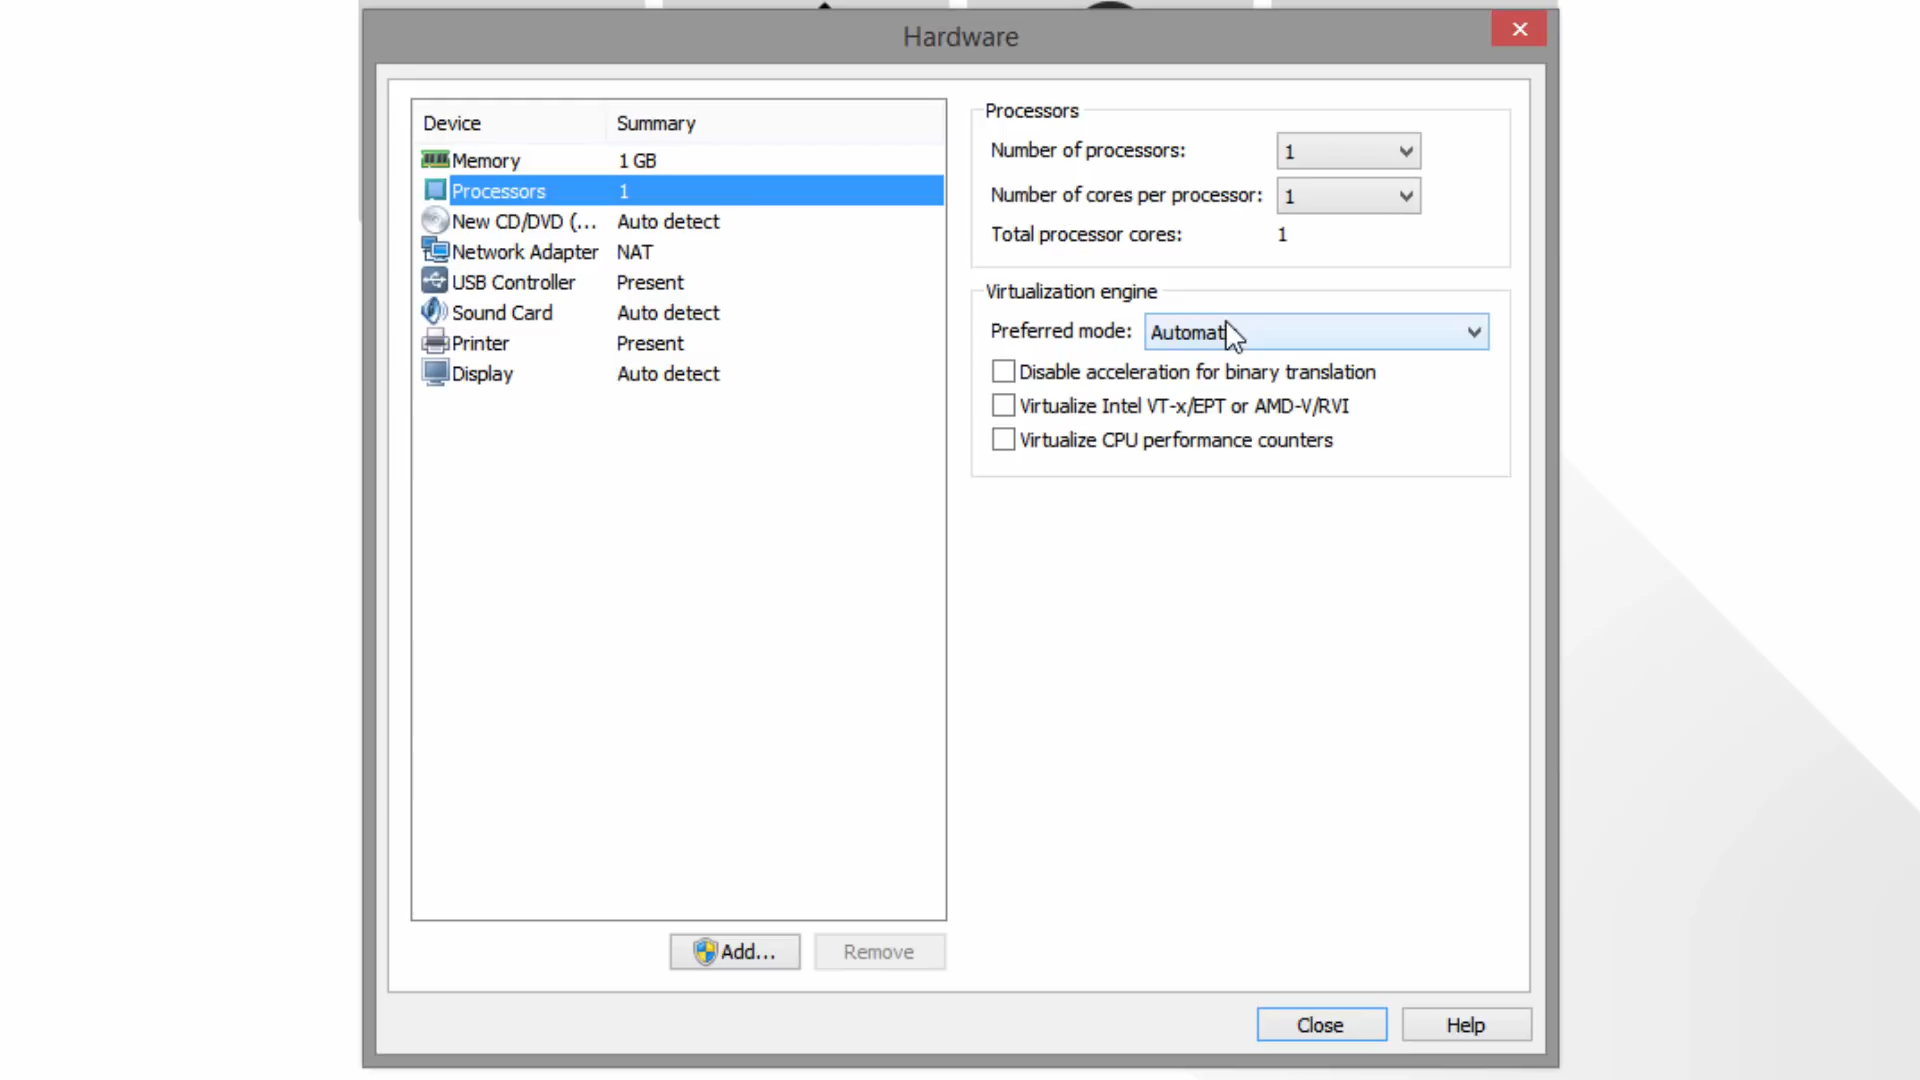 Hardware
Device Summary
Memory 1 GB
Processors 1
New CD/DVD (... Auto detect
Network Adapter NAT
USB Controller Present
Sound Card Auto detect
Printer Present
Display Auto detect
Add...
Remove
Processors
Number of processors: 1
Number of cores per processor: 1
Total processor cores: 1
Virtualization engine
Preferred mode: Automat
Disable acceleration for binary translation
Virtualize Intel VT-x/EPT or AMD-V/RVI
Virtualize CPU performance counters
Close
Help